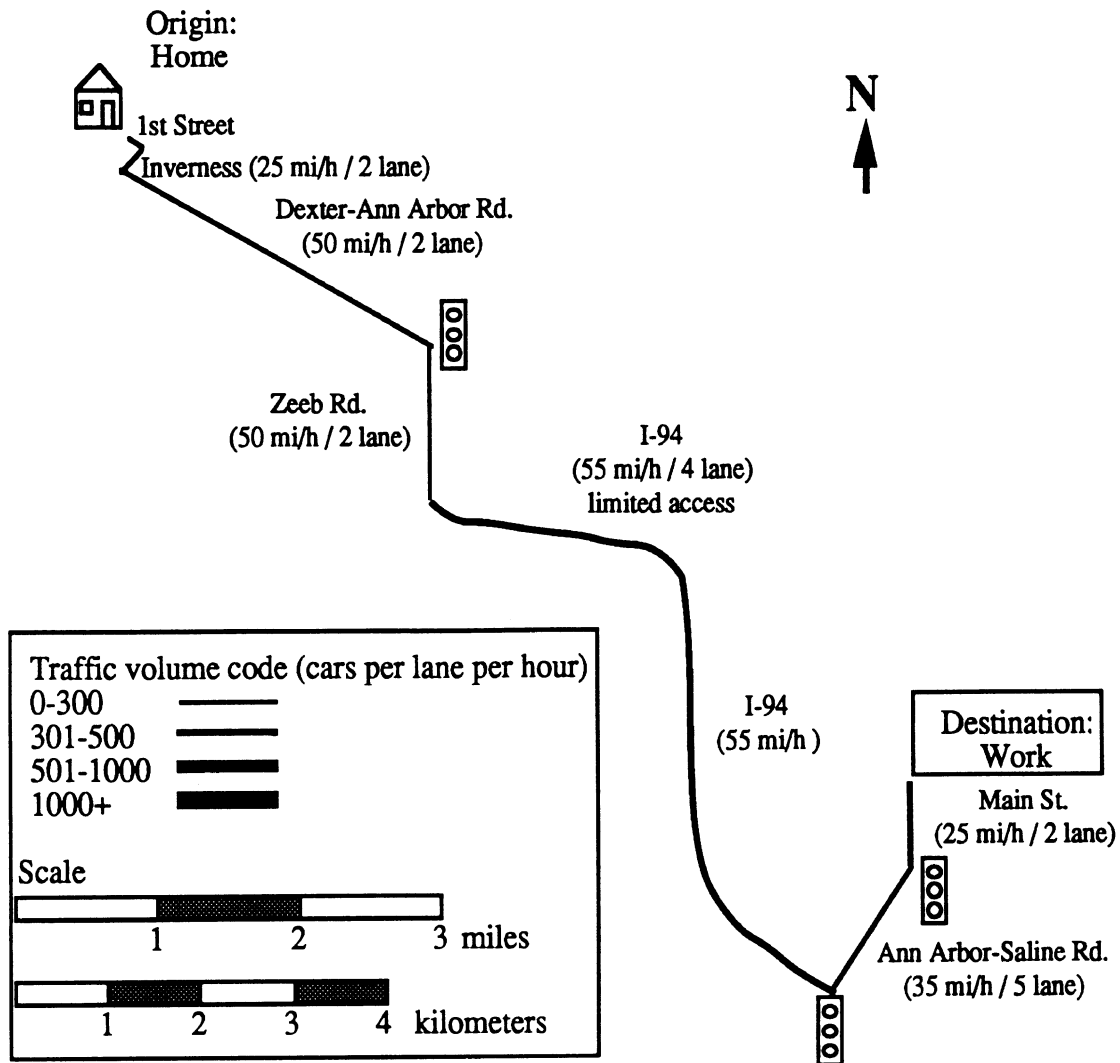 Origin:
Home
1st Street
Inverness (25 mi/h / 2 lane)
Dexter-Ann Arbor Rd.
(50 mi/h / 2 lane)
N
Zeeb Rd.
(50 mi/h / 2 lane)
I-94
(55 mi/h / 4 lane)
limited access
I-94
(55 mi/h )
Destination:
Work
Main St.
(25 mi/h / 2 lane)
Ann Arbor-Saline Rd.
(35 mi/h / 5 lane)
Traffic volume code (cars per lane per hour)
0-300
301-500
501-1000
1000+
Scale
1 2 3 miles
1 2 3 4 kilometers